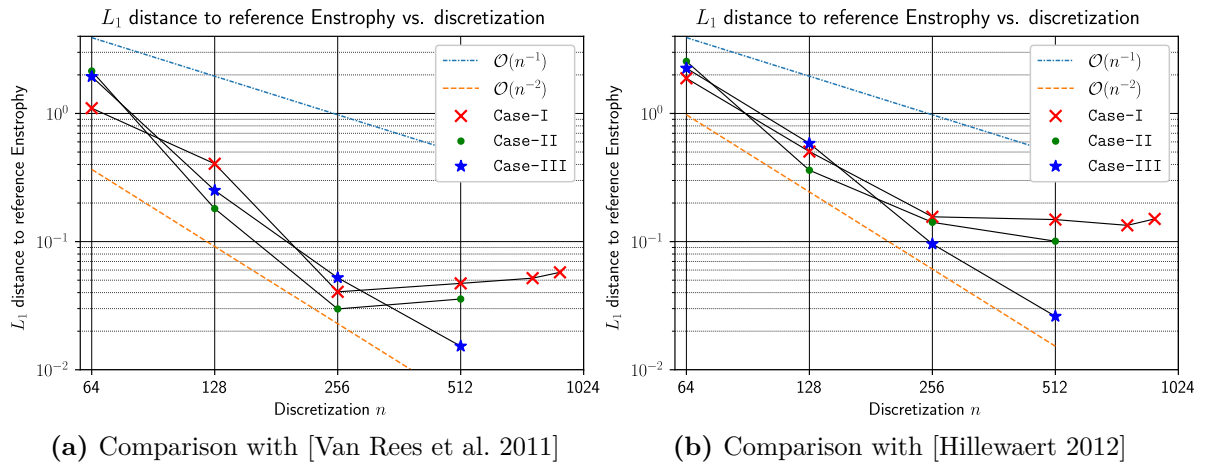 L₁ distance to reference Enstrophy vs. discretization
L₁ distance to reference Enstrophy
10⁰
10⁻¹
10⁻²
O(n⁻¹)
O(n⁻²)
Case-I
Case-II
Case-III
64 128 256 512 1024
Discretization n
(a) Comparison with [Van Rees et al. 2011]
L₁ distance to reference Enstrophy vs. discretization
L₁ distance to reference Enstrophy
10⁰
10⁻¹
10⁻²
O(n⁻¹)
O(n⁻²)
Case-I
Case-II
Case-III
64 128 256 512 1024
Discretization n
(b) Comparison with [Hillewaert 2012]